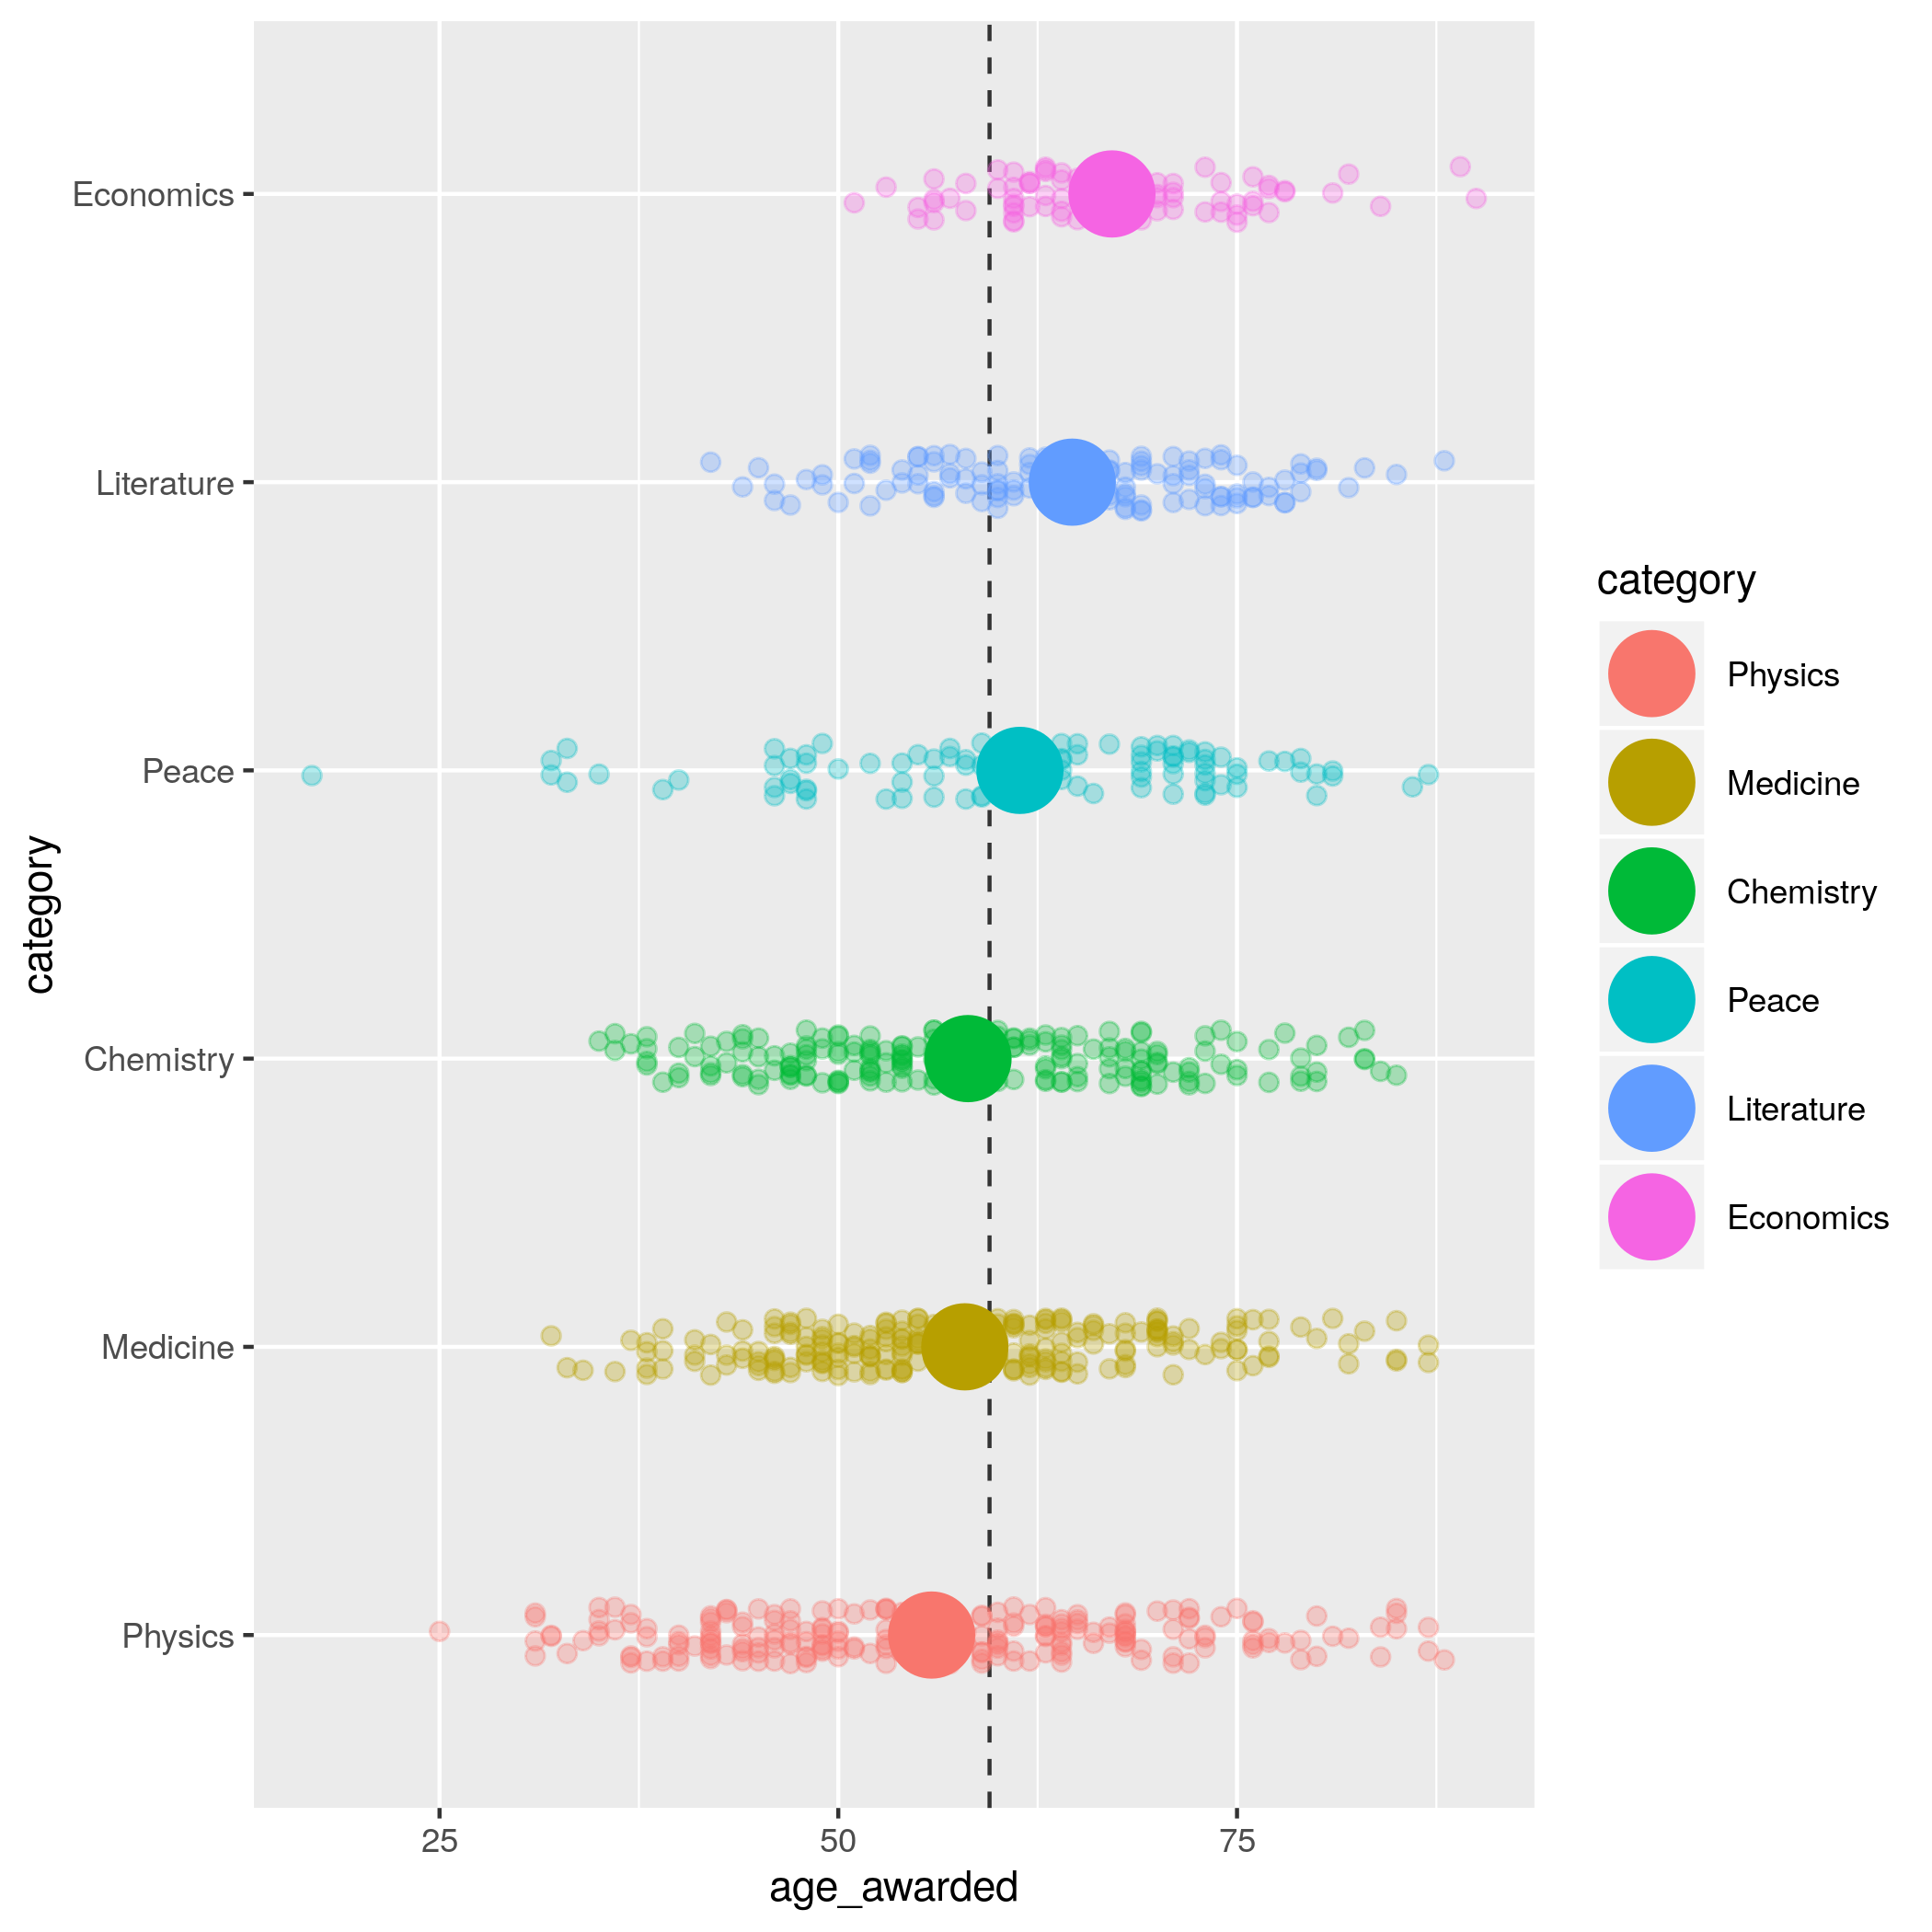 Economics
Literature
Peace
Chemistry
Medicine
Physics
category
25 50 75
age_awarded
category
Physics
Medicine
Chemistry
Peace
Literature
Economics